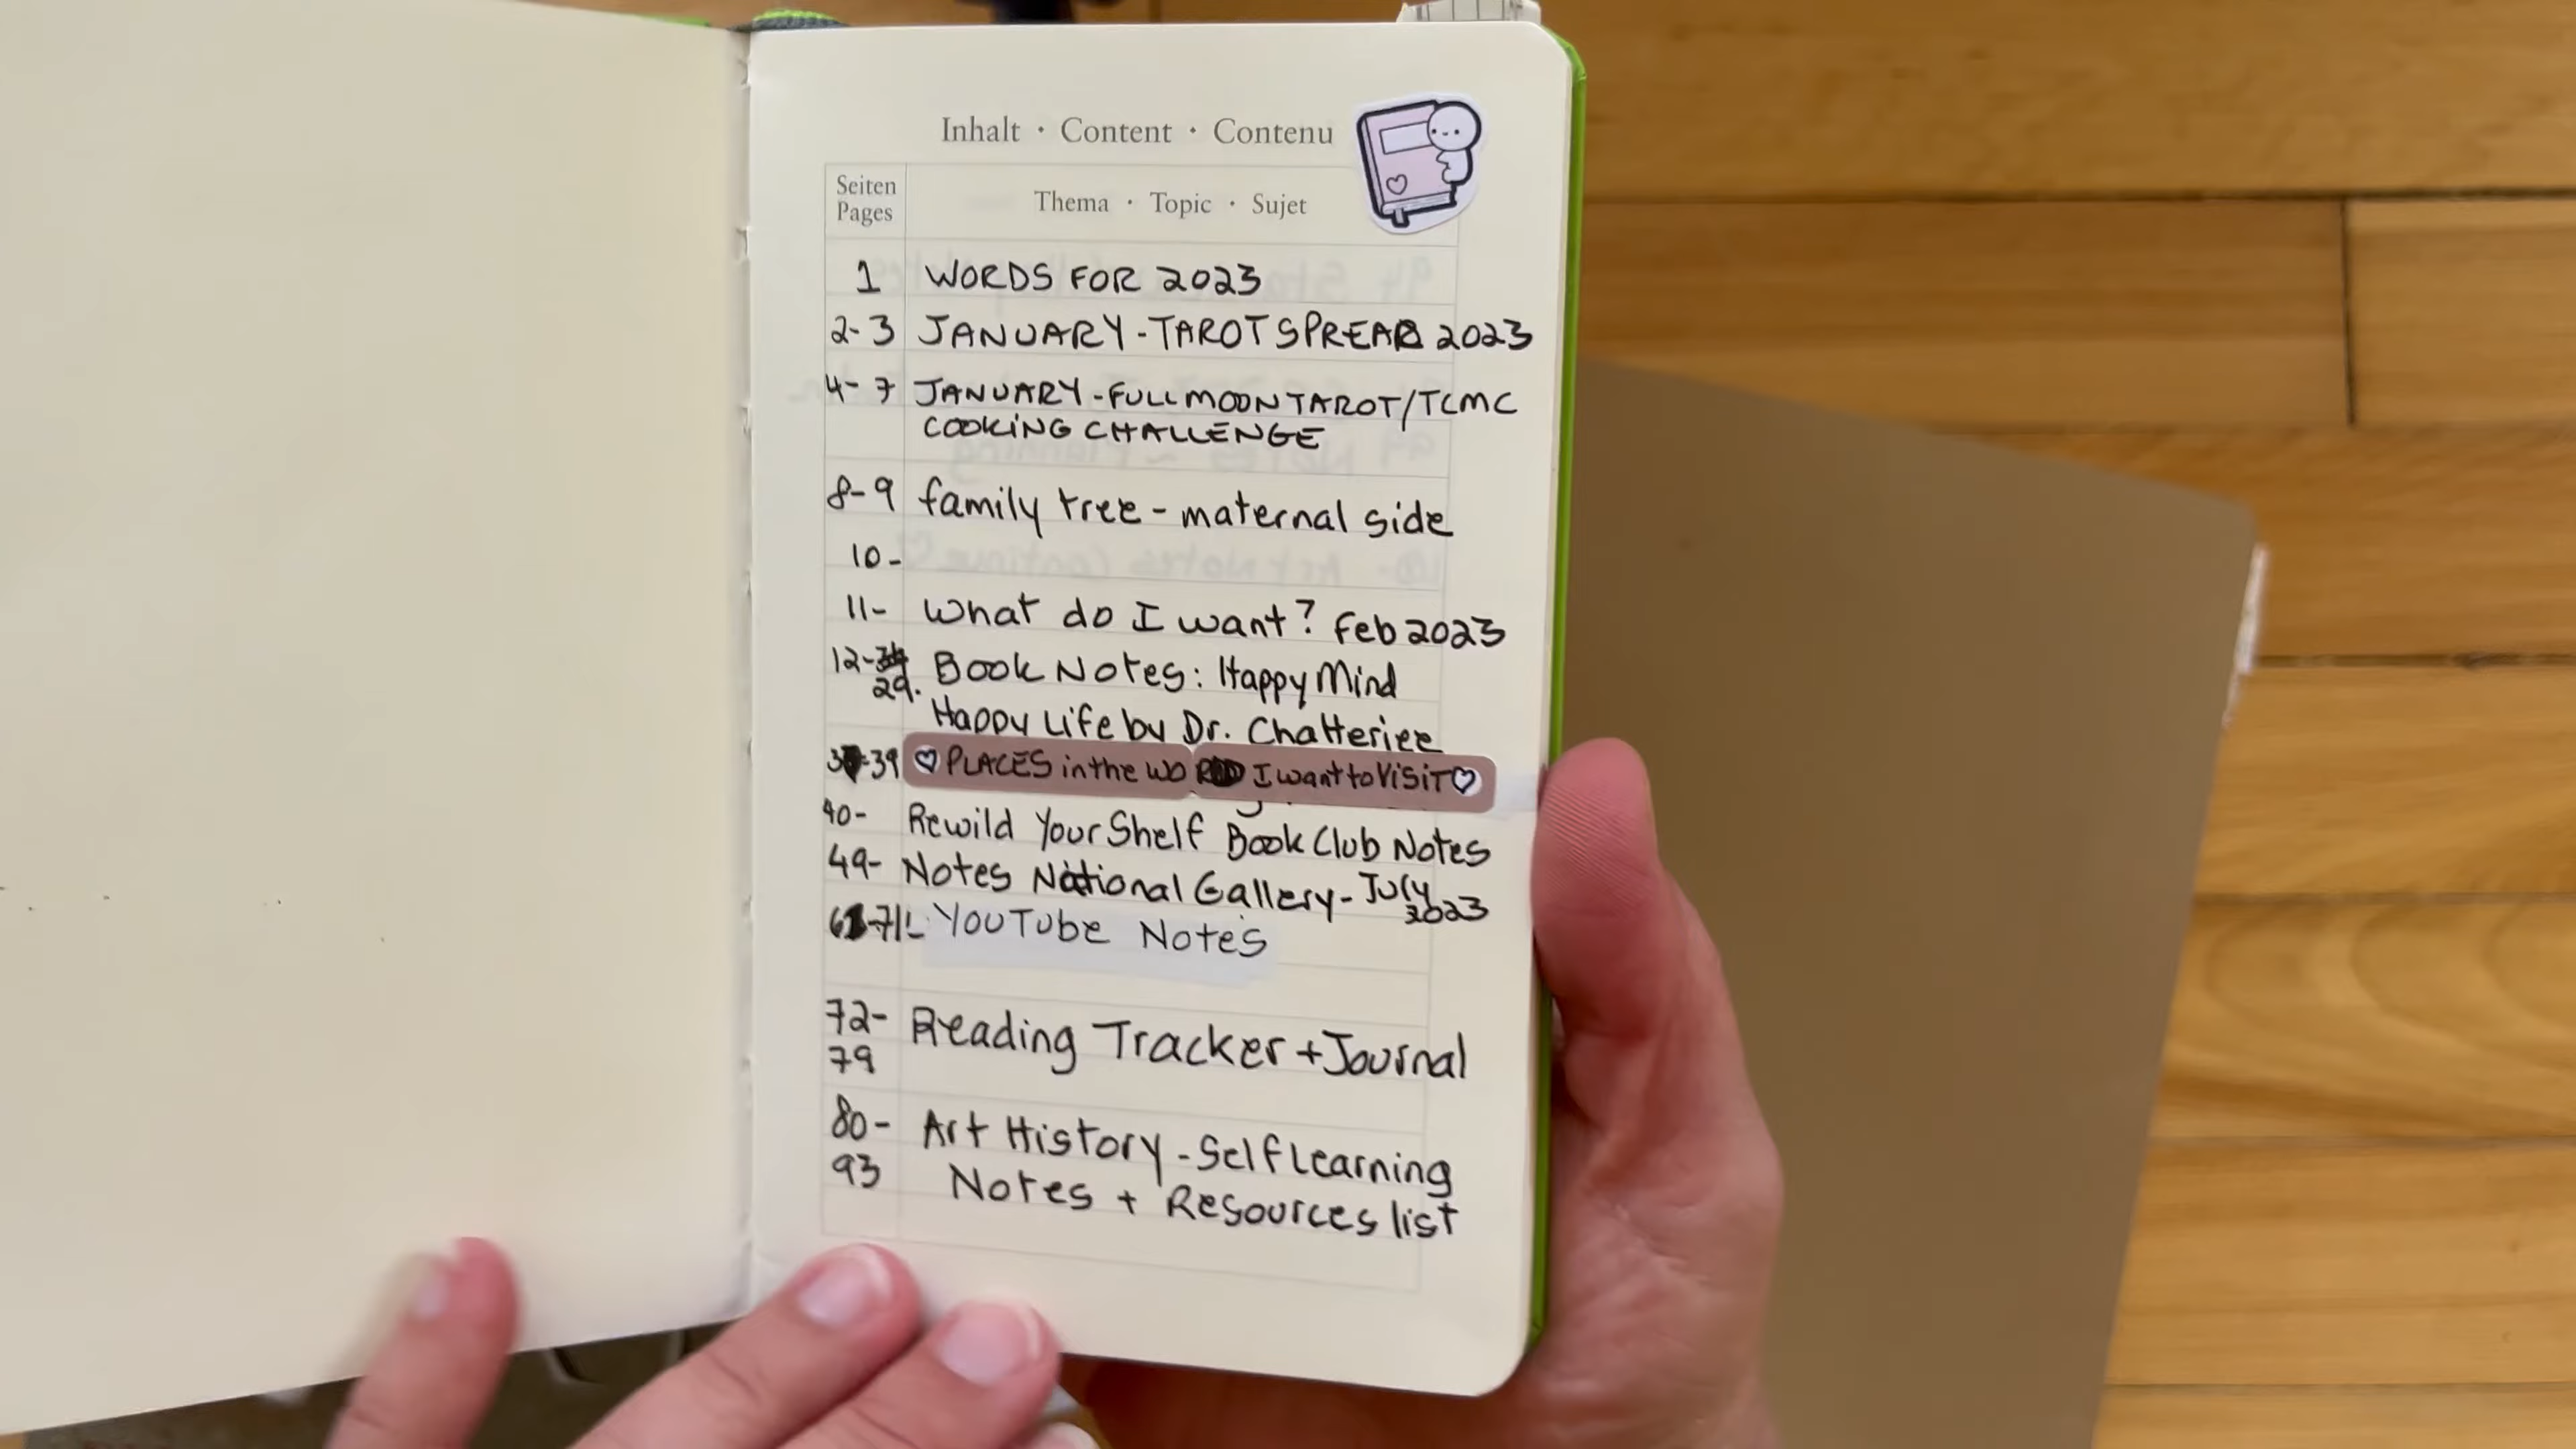 Inhalt · Content · Contenu
Seiten
Pages
Thema · Topic · Sujet
1 WORDS FOR 2023
2-3 JANUARY-TAROT SPREAD 2023
4-7 JANUARY-FULL MOON TAROT/TCMC
COOKING CHALLENGE
8-9 family tree - maternal side
10-
11- What do I want? Feb 2023
12- Book Notes: Happy Mind
29. Happy Life by Dr. Chatterjee
-39 ♡ PLACES in the WO I want to VISIT ♡
40- Rewild Your Shelf Book Club Notes
49- Notes National Gallery - July
2023
-71- YouTube Notes
72- Reading Tracker + Journal
79
80- Art History - Self Learning
93 Notes + Resources list